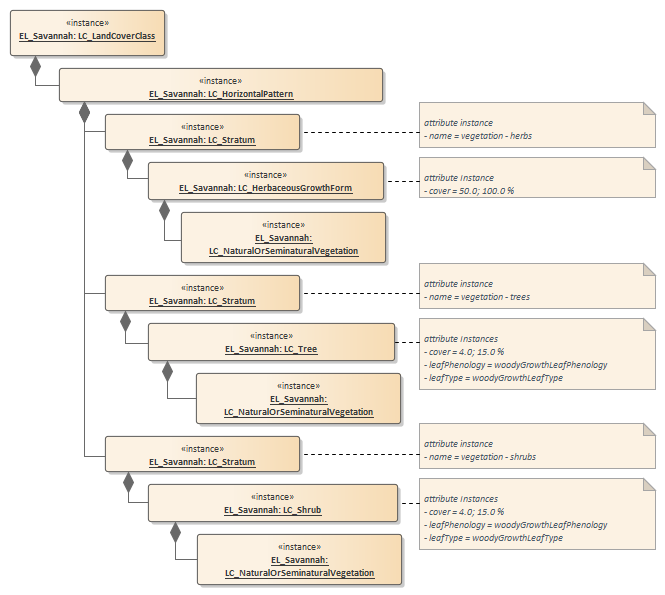 «instance»
EL_Savannah: LC_LandCoverClass
«instance»
EL_Savannah: LC_HorizontalPattern
«instance»
EL_Savannah: LC_Stratum
attribute instance
- name = vegetation - herbs
«instance»
EL_Savannah: LC_HerbaceousGrowthForm
attribute Instance
- cover = 50.0; 100.0 %
«instance»
EL_Savannah:
LC_NaturalOrSeminaturalVegetation
«instance»
EL_Savannah: LC_Stratum
attribute instance
- name = vegetation - trees
«instance»
EL_Savannah: LC_Tree
attribute Instances
- cover = 4.0; 15.0 %
- leafPhenology = woodyGrowthLeafPhenology
- leafType = woodyGrowthLeafType
«instance»
EL_Savannah:
LC_NaturalOrSeminaturalVegetation
«instance»
EL_Savannah: LC_Stratum
attribute instance
- name = vegetation - shrubs
«instance»
EL_Savannah: LC_Shrub
attribute Instances
- cover = 4.0; 15.0 %
- leafPhenology = woodyGrowthLeafPhenology
- leafType = woodyGrowthLeafType
«instance»
EL_Savannah:
LC_NaturalOrSeminaturalVegetation